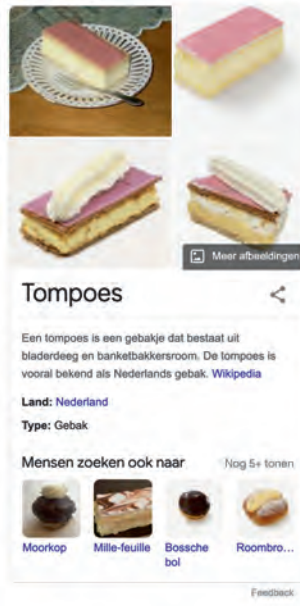 Meer afbeeldingen
Tompoes
Een tompoes is een gebakje dat bestaat uit
bladerdeeg en banketbakkersroom. De tompoes is
vooral bekend als Nederlands gebak. Wikipedia
Land: Nederland
Type: Gebak
Mensen zoeken ook naar
Nog 5+ tonen
Moorkop
Mille-feuille
Bossche
bol
Roombro...
Feedback